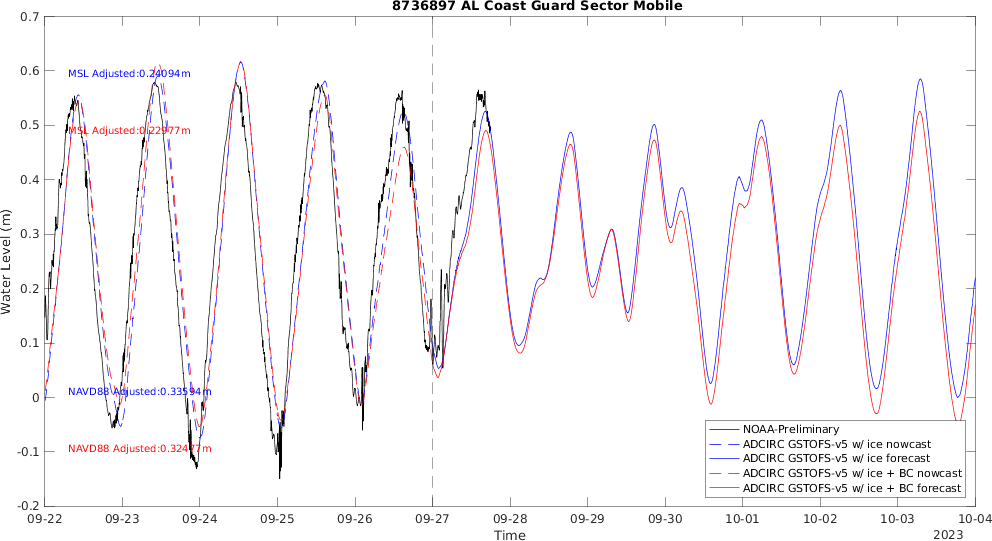 8736897 AL Coast Guard Sector Mobile
0.7
0.6
0.5
0.4
0.3
0.2
0.1
0
-0.1
-0.2
Water Level (m)
MSL Adjusted:0.24094m
MSL Adjusted:0.22977m
NAVD88 Adjusted:0.33594m
NAVD88 Adjusted:0.32477m
NOAA-Preliminary
ADCIRC GSTOFS-v5 w/ ice nowcast
ADCIRC GSTOFS-v5 w/ ice forecast
ADCIRC GSTOFS-v5 w/ ice + BC nowcast
ADCIRC GSTOFS-v5 w/ ice + BC forecast
09-22 09-23 09-24 09-25 09-26 09-27 09-28 09-29 09-30 10-01 10-02 10-03 10-04
Time
2023